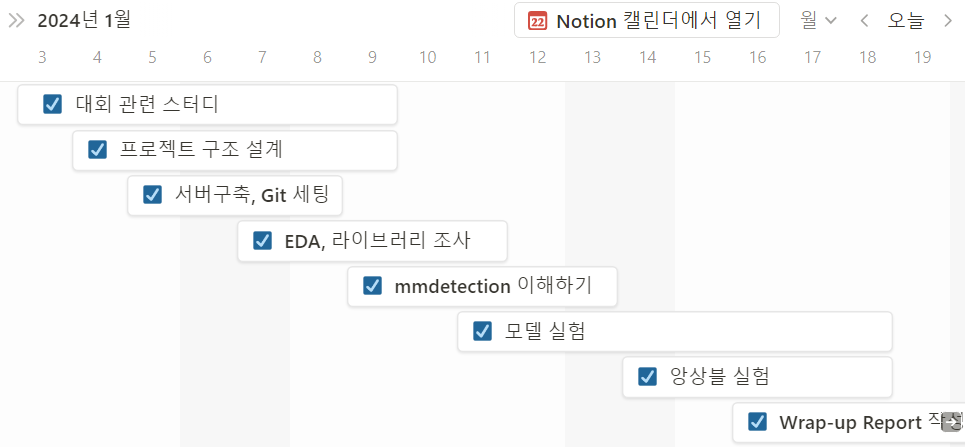 2024년 1월
22 Notion 캘린더에서 열기 월 오늘
3 4 5 6 7 8 9 10 11 12 13 14 15 16 17 18 19
대회 관련 스터디
프로젝트 구조 설계
서버구축, Git 세팅
EDA, 라이브러리 조사
mmdetection 이해하기
모델 실험
앙상블 실험
Wrap-up Report 작성